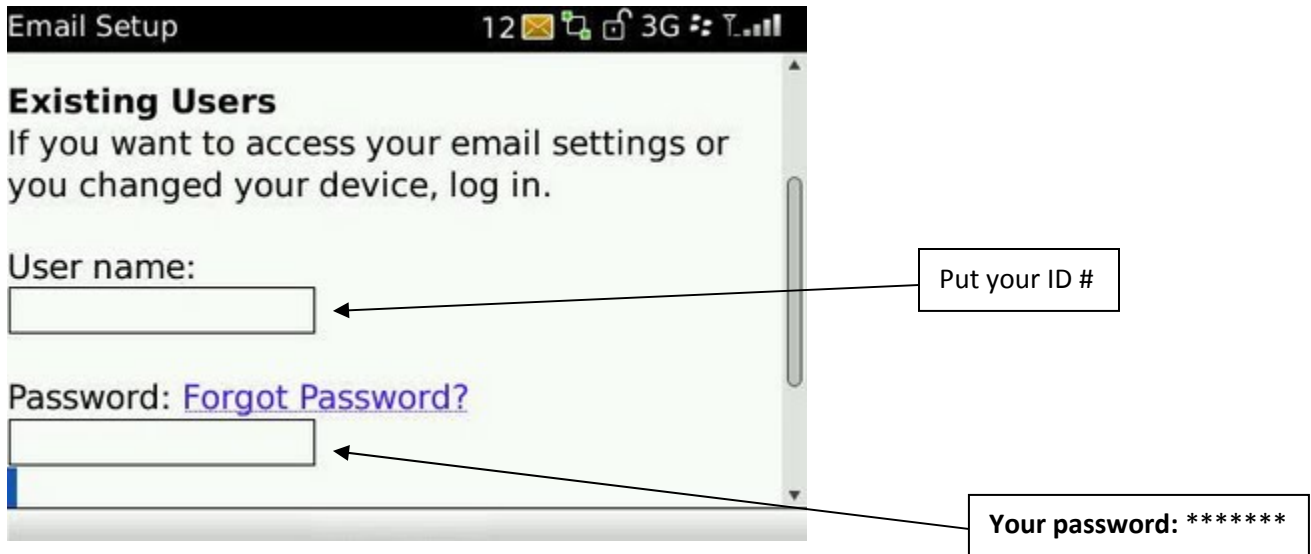 Email Setup 12 3G
Existing Users
If you want to access your email settings or
you changed your device, log in.
User name:
Put your ID #
Password: Forgot Password?
Your password: *******